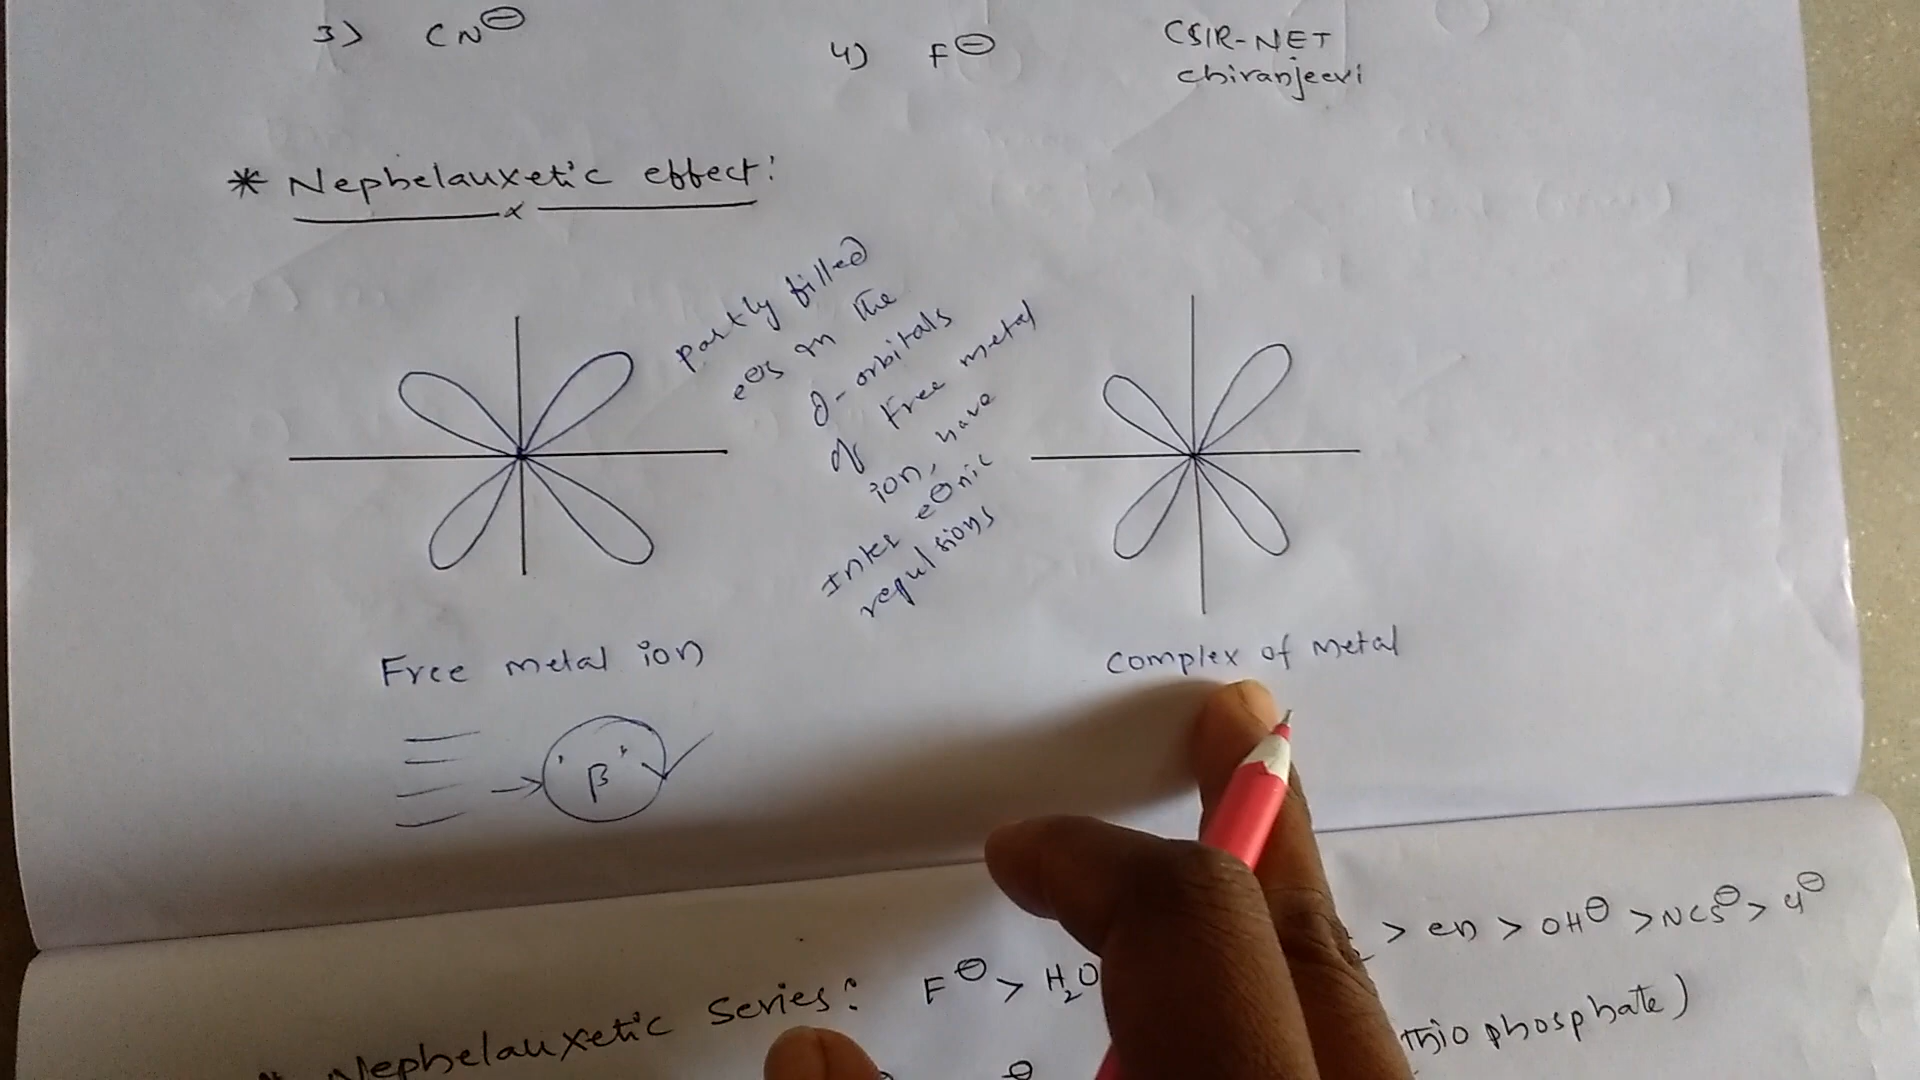 3) CN⊖
4) F⊖
CSIR-NET
chiranjeevi
* Nephelauxetic effect:
partly filled
e⊖s in the
d-orbitals
of Free metal
ion, have
Inter e⊖nic
repulsions
Free metal ion
complex of metal
β
Nephelauxetic Series: F⊖ > H2O
> en > OH⊖ > NCS⊖ > Cl⊖
thio phosphate)